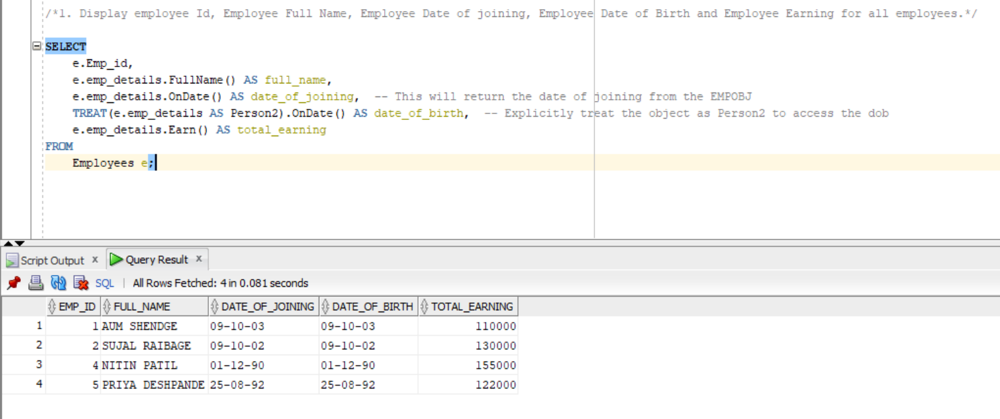 /*1. Display employee Id, Employee Full Name, Employee Date of joining, Employee Date of Birth and Employee Earning for all employees.*/
SELECT
e.Emp_id,
e.emp_details.FullName() AS full_name,
e.emp_details.OnDate() AS date_of_joining,  -- This will return the date of joining from the EMPOBJ
TREAT(e.emp_details AS Person2).OnDate() AS date_of_birth,  -- Explicitly treat the object as Person2 to access the dob
e.emp_details.Earn() AS total_earning
FROM
Employees e;
Script Output x Query Result x
SQL | All Rows Fetched: 4 in 0.081 seconds
EMP_ID FULL_NAME DATE_OF_JOINING DATE_OF_BIRTH TOTAL_EARNING
1 1 AUM SHENDGE 09-10-03 09-10-03 110000
2 2 SUJAL RAIBAGE 09-10-02 09-10-02 130000
3 4 NITIN PATIL 01-12-90 01-12-90 155000
4 5 PRIYA DESHPANDE 25-08-92 25-08-92 122000